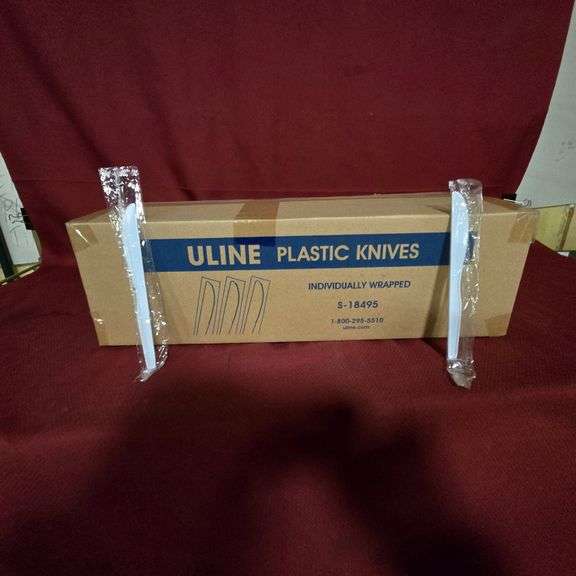 ULINE PLASTIC KNIVES
INDIVIDUALLY WRAPPED
S-18495
1-800-295-5510
uline.com